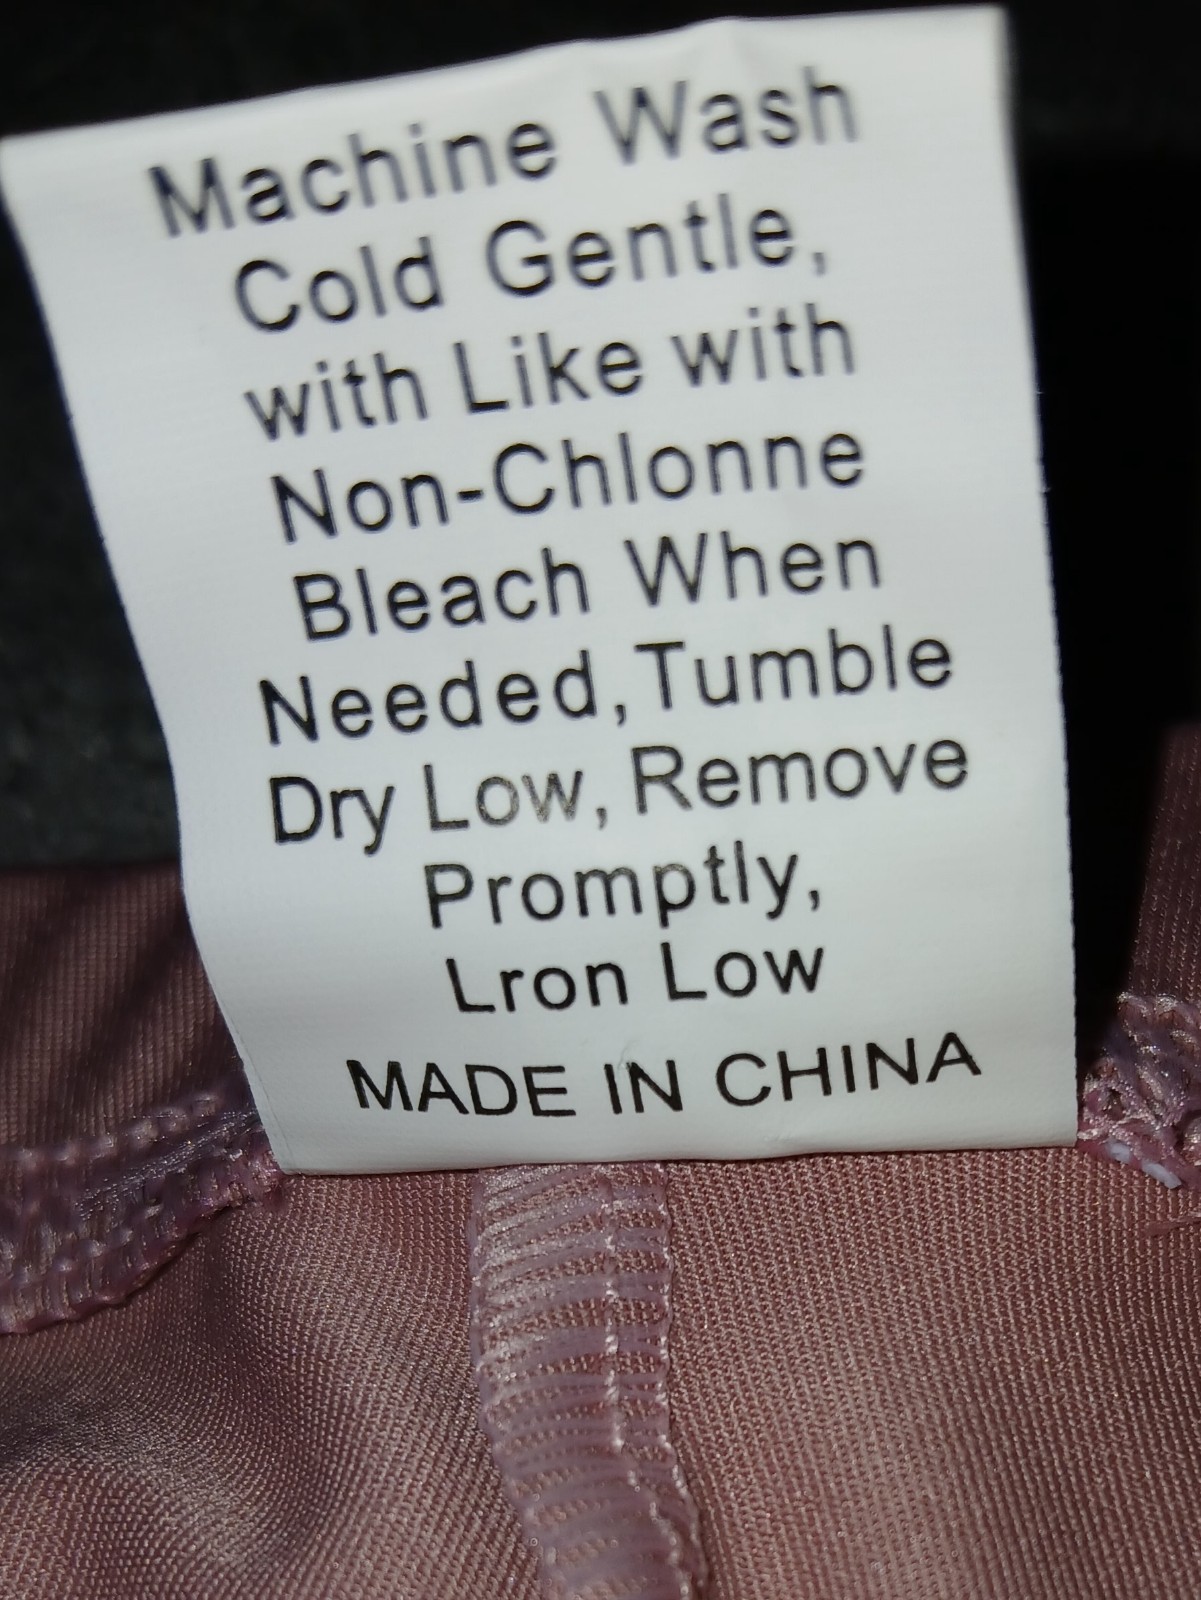 Machine Wash
Cold Gentle,
with Like with
Non-Chlonne
Bleach When
Needed,Tumble
Dry Low, Remove
Promptly,
Lron Low
MADE IN CHINA